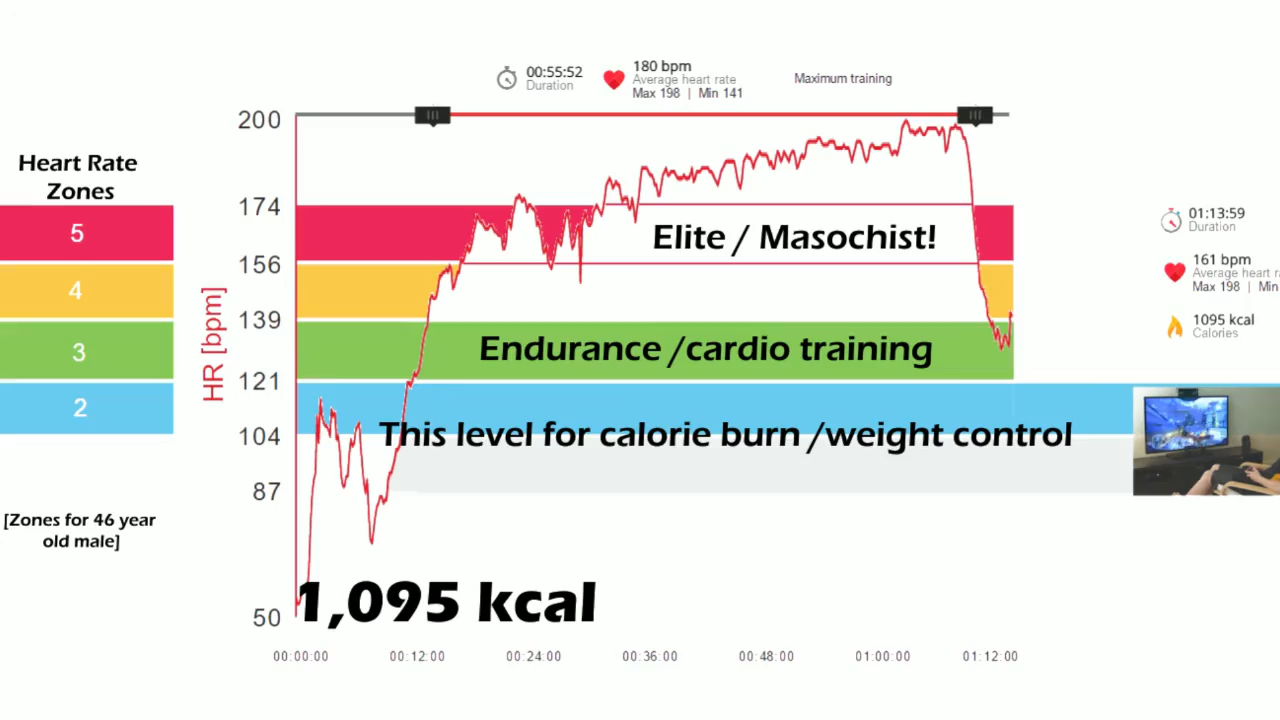 00:55:52
Duration
180 bpm
Average heart rate
Max 198 | Min 141
Maximum training
Heart Rate
Zones
5
4
3
2
[Zones for 46 year
old male]
HR [bpm]
200
174
156
139
121
104
87
50
Elite / Masochist!
Endurance /cardio training
This level for calorie burn /weight control
1,095 kcal
00:00:00
00:12:00
00:24:00
00:36:00
00:48:00
01:00:00
01:12:00
01:13:59
Duration
161 bpm
Average heart r
Max 198 | Min
1095 kcal
Calories